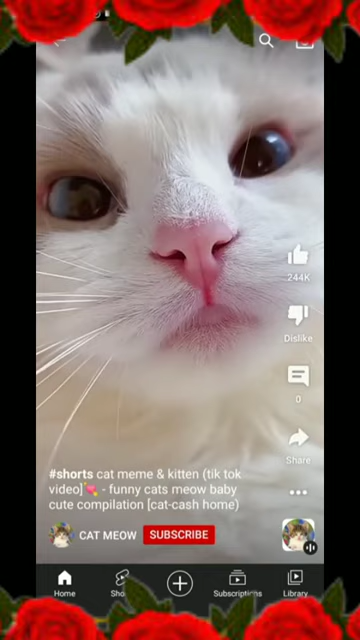 244K
Dislike
0
Share
#shorts cat meme & kitten (tik tok
video]💘 - funny cats meow baby
cute compilation [cat-cash home)
CAT MEOW SUBSCRIBE
Home Sho Subscriptions Library